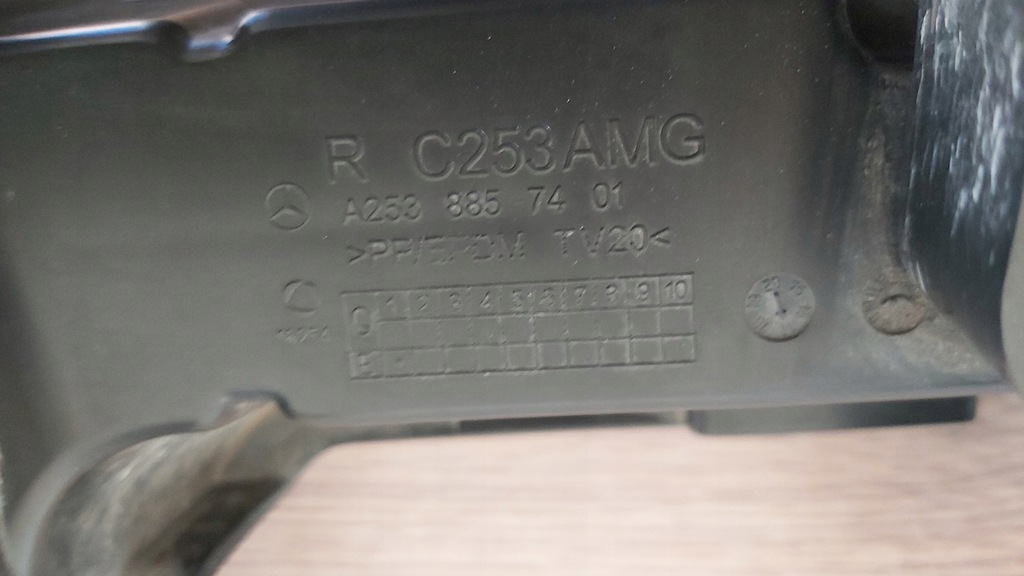 R C253AMG
A253 885 74 01
>PP/EPDM TV20<
1 2 3 4 5 6 7 8 9 10